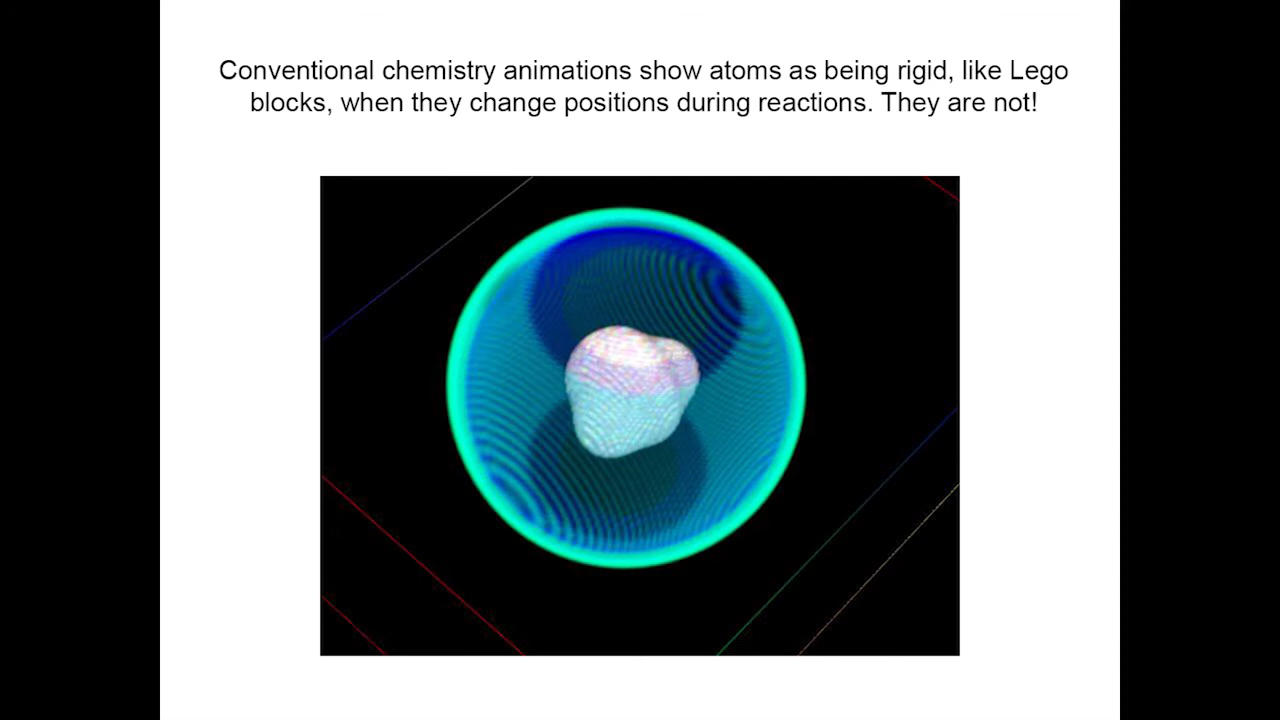 Conventional chemistry animations show atoms as being rigid, like Lego
blocks, when they change positions during reactions. They are not!